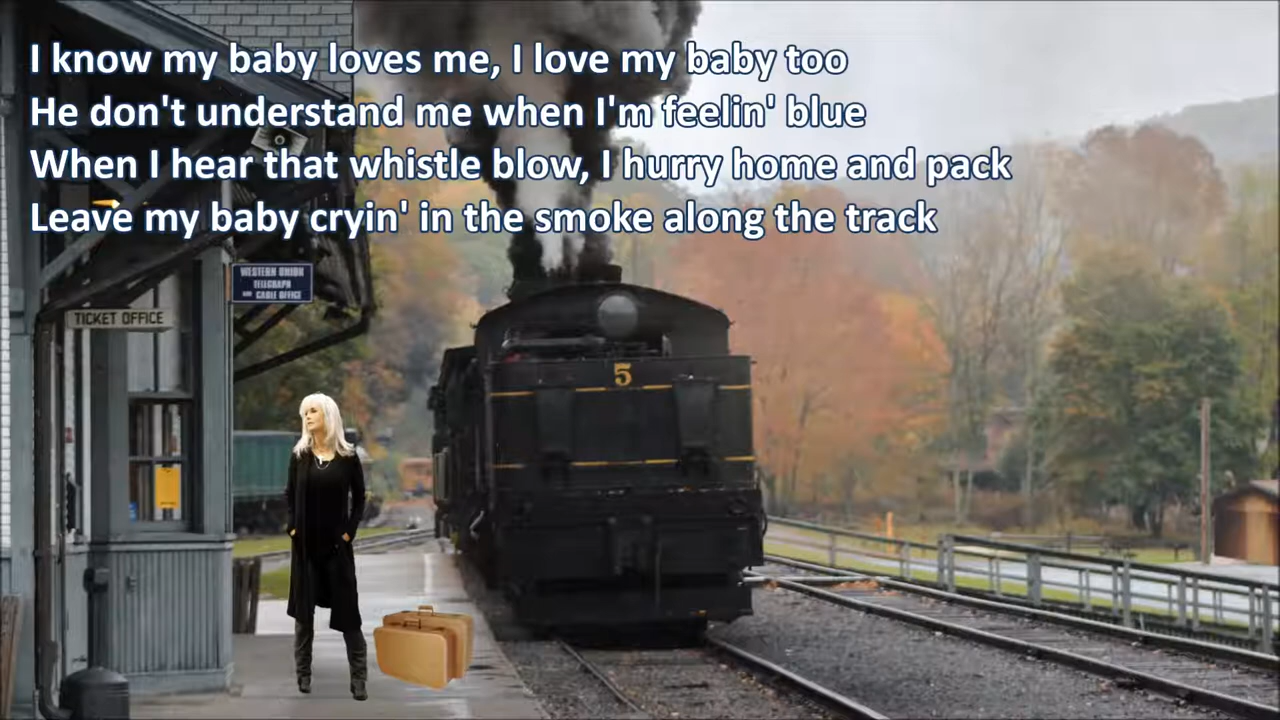 I know my baby loves me, I love my baby too
He don't understand me when I'm feelin' blue
When I hear that whistle blow, I hurry home and pack
Leave my baby cryin' in the smoke along the track
WESTERN UNION
TELEGRAPH
AND CABLE OFFICE
TICKET OFFICE
5